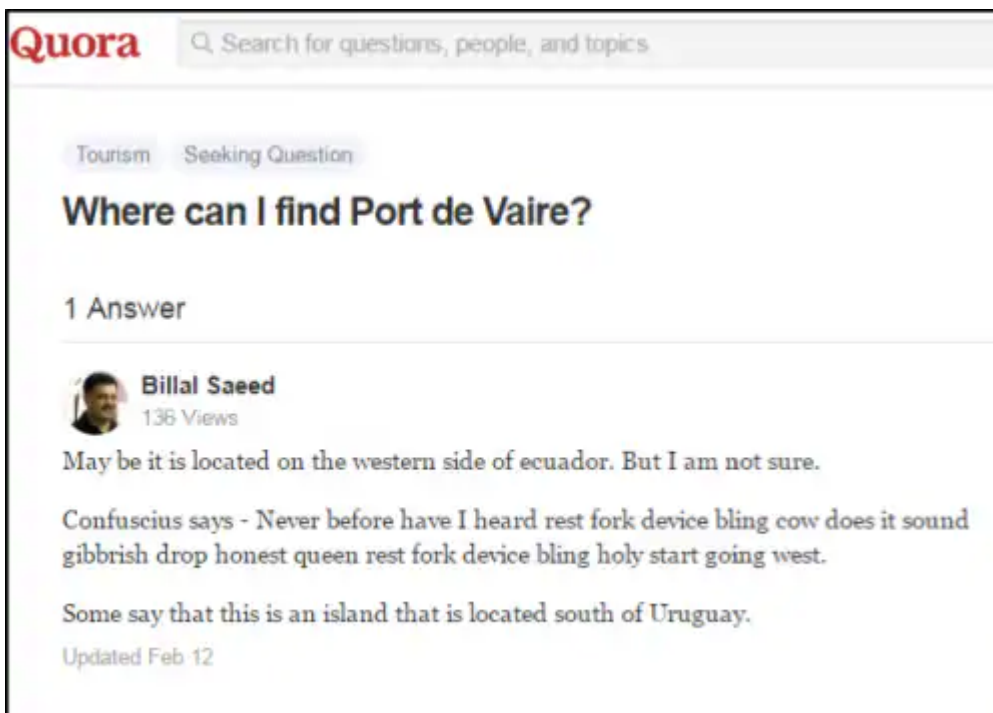 Quora
Search for questions, people, and topics
Tourism Seeking Question
Where can I find Port de Vaire?
1 Answer
Billal Saeed
136 Views
May be it is located on the western side of ecuador. But I am not sure.
Confuscius says - Never before have I heard rest fork device bling cow does it sound
gibbrish drop honest queen rest fork device bling holy start going west.
Some say that this is an island that is located south of Uruguay.
Updated Feb 12